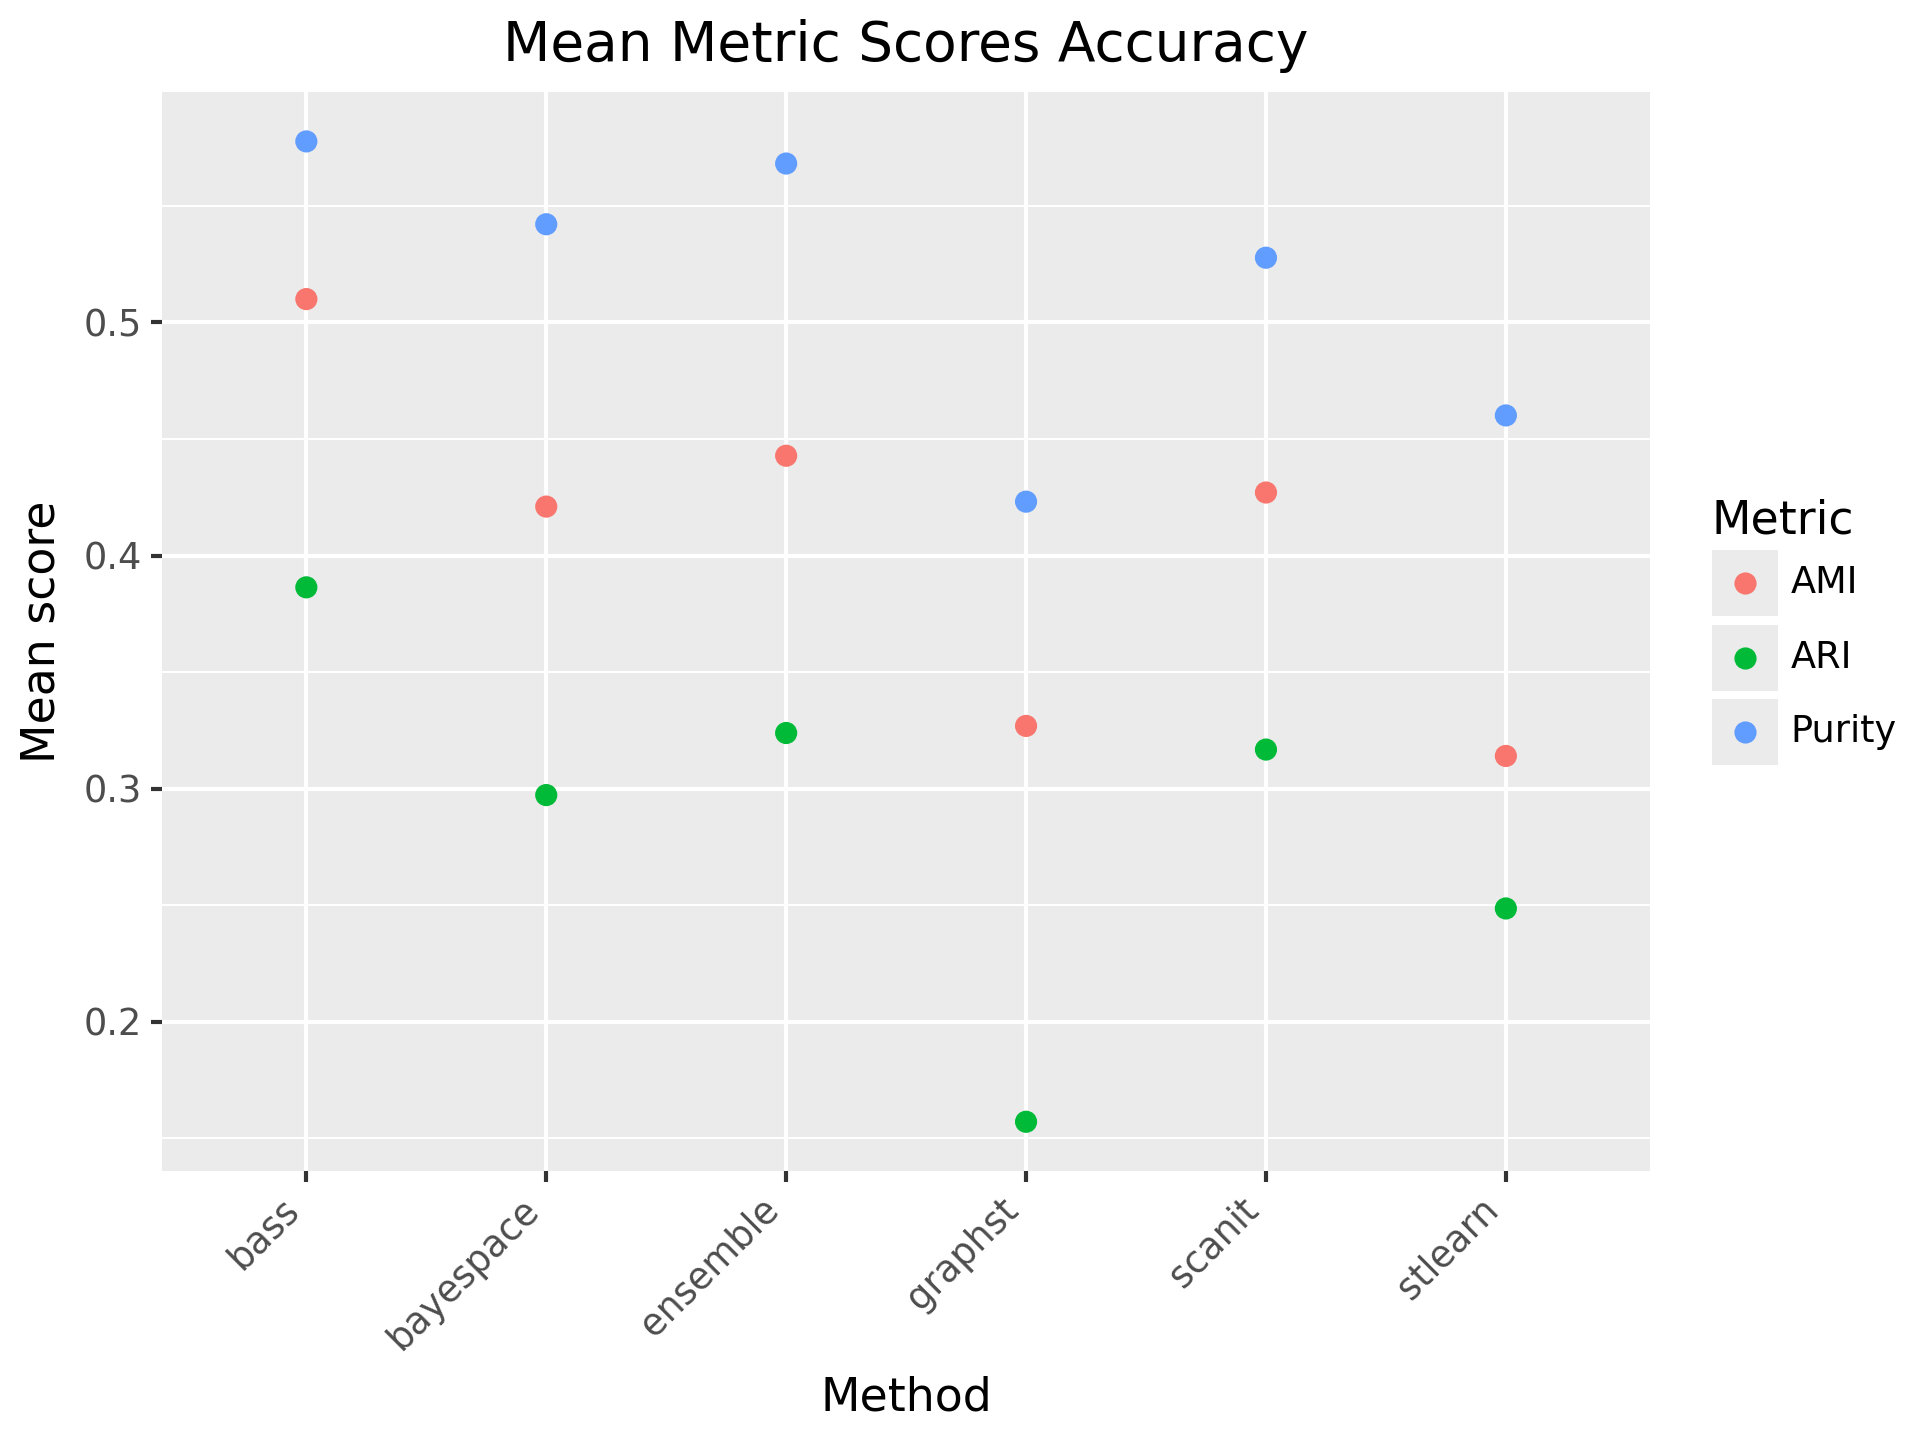 Mean Metric Scores Accuracy
Mean score
0.5
0.4
0.3
0.2
bass
bayespace
ensemble
graphst
scanit
stlearn
Method
Metric
AMI
ARI
Purity